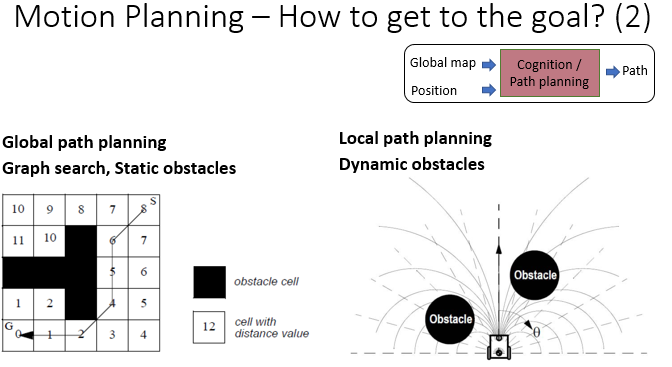 Motion Planning – How to get to the goal? (2)
Global map
Position
Cognition /
Path planning
Path
Global path planning
Graph search, Static obstacles
Local path planning
Dynamic obstacles
10 9 8 7 8 S
11 10 6 7
5 6
1 2 4 5
G 0 1 2 3 4
obstacle cell
12
cell with
distance value
Obstacle
Obstacle
θ